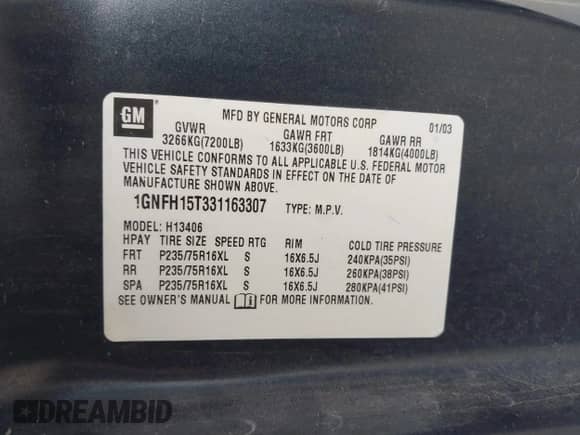 GM
MFD BY GENERAL MOTORS CORP 01/03
GVWR GAWR FRT GAWR RR
3266KG(7200LB) 1633KG(3600LB) 1814KG(4000LB)
THIS VEHICLE CONFORMS TO ALL APPLICABLE U.S. FEDERAL MOTOR
VEHICLE SAFETY STANDARDS IN EFFECT ON THE DATE OF
MANUFACTURE SHOWN ABOVE.
1GNFH15T331163307 TYPE: M.P.V.
MODEL: H13406
HPAY TIRE SIZE SPEED RTG RIM COLD TIRE PRESSURE
FRT P235/75R16XL S 16X6.5J 240KPA(35PSI)
RR P235/75R16XL S 16X6.5J 260KPA(38PSI)
SPA P235/75R16XL S 16X6.5J 280KPA(41PSI)
SEE OWNER'S MANUAL FOR MORE INFORMATION
DREAMBID